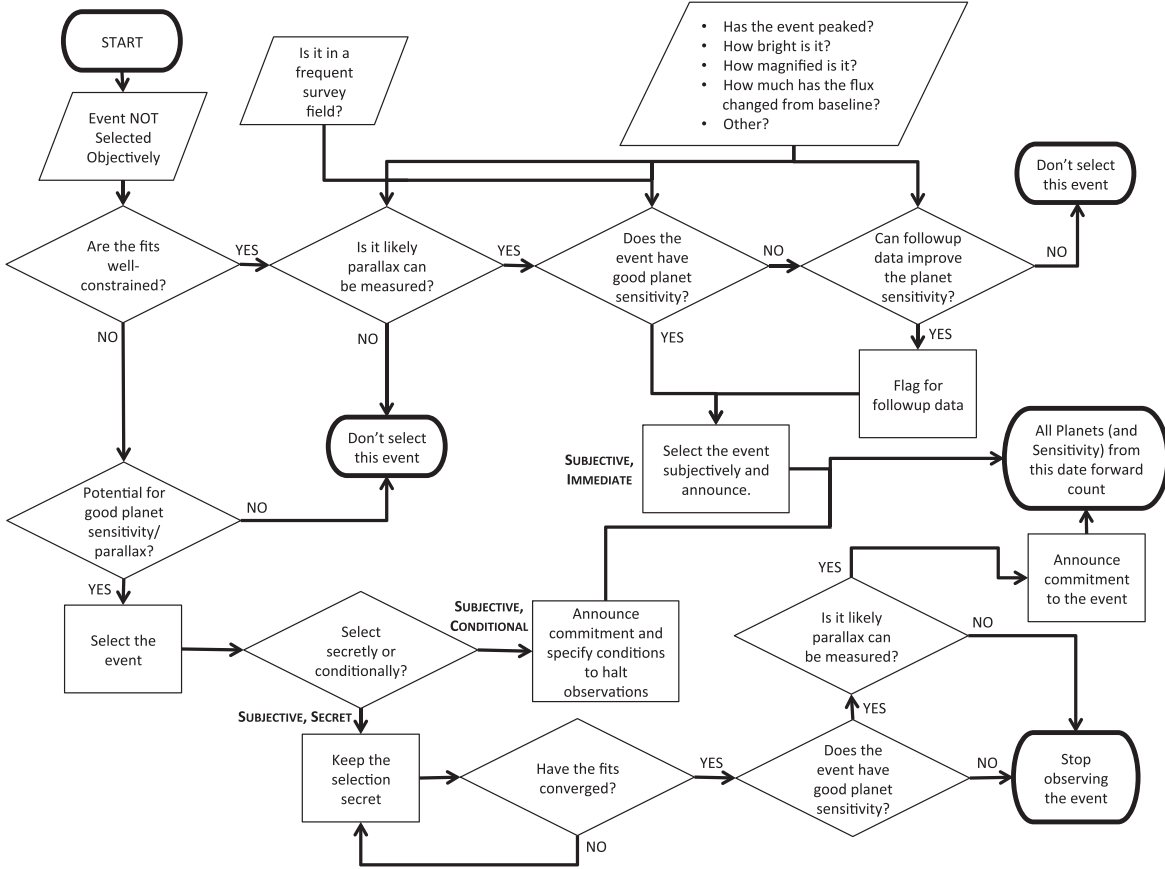 START
Event NOT
Selected
Objectively
Is it in a
frequent
survey
field?
• Has the event peaked?
• How bright is it?
• How magnified is it?
• How much has the flux
changed from baseline?
• Other?
Don't select
this event
Are the fits
well-
constrained?
YES
Is it likely
parallax can
be measured?
YES
Does the
event have
good planet
sensitivity?
NO
Can followup
data improve
the planet
sensitivity?
NO
NO
NO
YES
YES
Flag for
followup data
Don't select
this event
SUBJECTIVE,
IMMEDIATE
Select the event
subjectively and
announce.
All Planets (and
Sensitivity) from
this date forward
count
Potential for
good planet
sensitivity/
parallax?
NO
YES
Select the
event
Select
secretly or
conditionally?
SUBJECTIVE,
CONDITIONAL
Announce
commitment and
specify conditions
to halt
observations
YES
Is it likely
parallax can
be measured?
NO
Announce
commitment
to the event
SUBJECTIVE, SECRET
Keep the
selection
secret
Have the fits
converged?
YES
NO
YES
Does the
event have
good planet
sensitivity?
NO
Stop
observing
the event